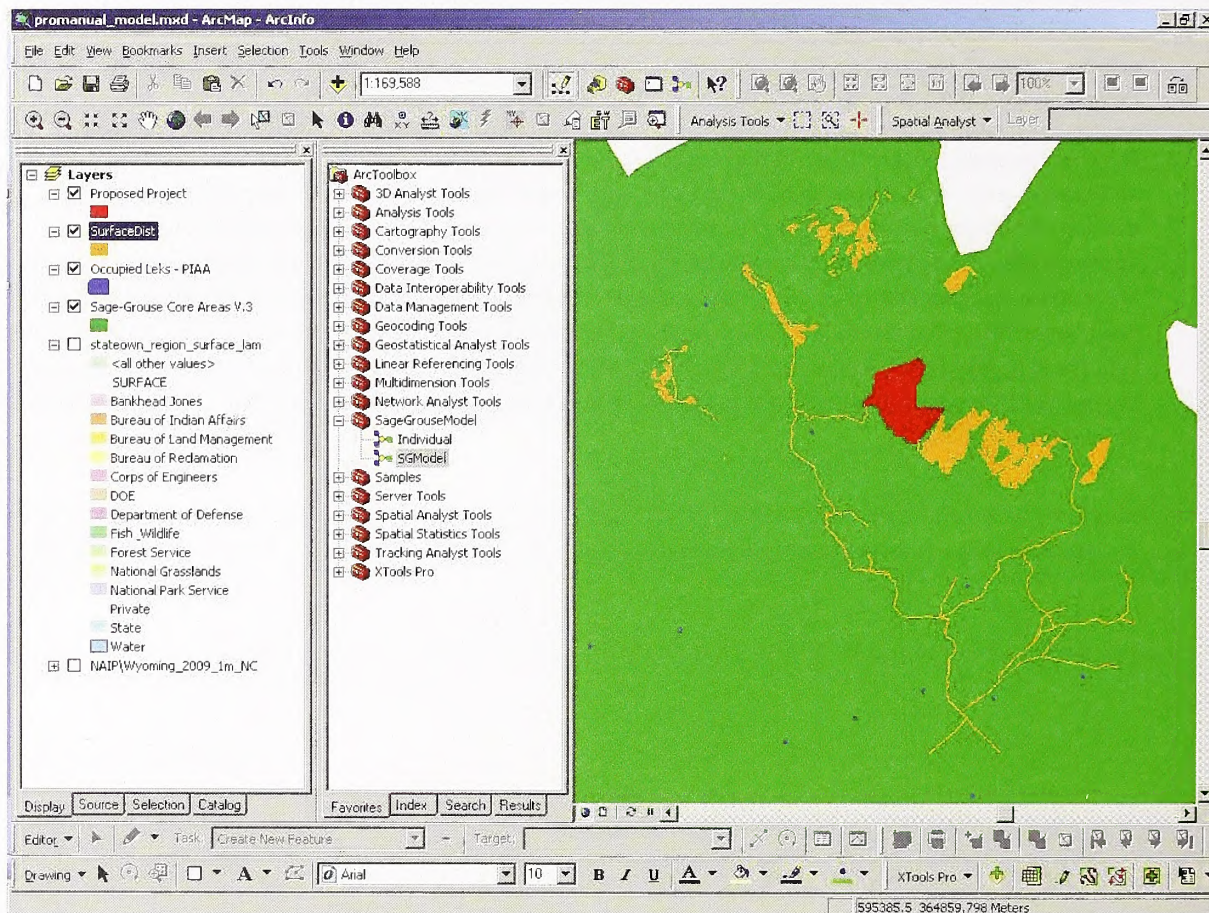 promanual_model.mxd - ArcMap - ArcInfo
File Edit View Bookmarks Insert Selection Tools Window Help
1:169,588
100%
Analysis Tools
Spatial Analyst
Layer:
Layers
Proposed Project
SurfaceDist
Occupied Leks - PIAA
Sage-Grouse Core Areas V.3
stateown_region_surface_lam
<all other values>
SURFACE
Bankhead Jones
Bureau of Indian Affairs
Bureau of Land Management
Bureau of Reclamation
Corps of Engineers
DOE
Department of Defense
Fish_Wildlife
Forest Service
National Grasslands
National Park Service
Private
State
Water
NAIP\Wyoming_2009_1m_NC
Display Source Selection Catalog
ArcToolbox
3D Analyst Tools
Analysis Tools
Cartography Tools
Conversion Tools
Coverage Tools
Data Interoperability Tools
Data Management Tools
Geocoding Tools
Geostatistical Analyst Tools
Linear Referencing Tools
Multidimension Tools
Network Analyst Tools
SageGrouseModel
Individual
SGModel
Samples
Server Tools
Spatial Analyst Tools
Spatial Statistics Tools
Tracking Analyst Tools
XTools Pro
Favorites Index Search Results
Editor Task: Create New Feature Target:
Drawing A Arial 10 B I U A XTools Pro
595385.5 364859.798 Meters